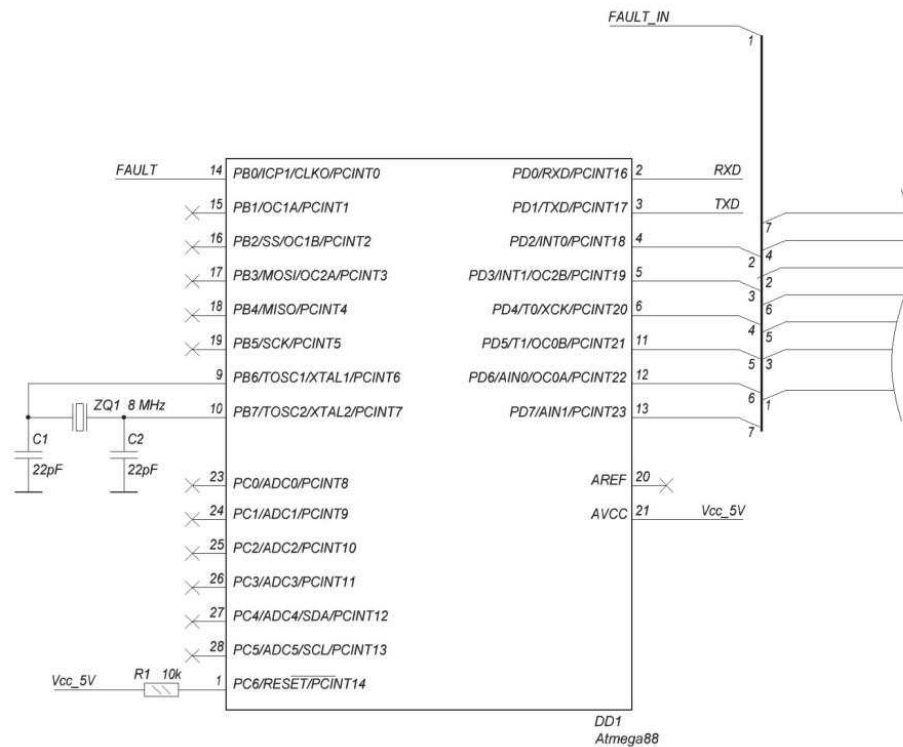 FAULT_IN
1
FAULT 14 PB0/ICP1/CLKO/PCINT0 PD0/RXD/PCINT16 2 RXD
15 PB1/OC1A/PCINT1 PD1/TXD/PCINT17 3 TXD
7
16 PB2/SS/OC1B/PCINT2 PD2/INT0/PCINT18 4
2 4
17 PB3/MOSI/OC2A/PCINT3 PD3/INT1/OC2B/PCINT19 5
2
3 6
18 PB4/MISO/PCINT4 PD4/T0/XCK/PCINT20 6
4 5
19 PB5/SCK/PCINT5 PD5/T1/OC0B/PCINT21 11
5 3
9 PB6/TOSC1/XTAL1/PCINT6 PD6/AIN0/OC0A/PCINT22 12
6 1
ZQ1 8 MHz 10 PB7/TOSC2/XTAL2/PCINT7 PD7/AIN1/PCINT23 13
7
C1 C2
22pF 22pF
23 PC0/ADC0/PCINT8 AREF 20
24 PC1/ADC1/PCINT9 AVCC 21 Vcc_5V
25 PC2/ADC2/PCINT10
26 PC3/ADC3/PCINT11
27 PC4/ADC4/SDA/PCINT12
28 PC5/ADC5/SCL/PCINT13
Vcc_5V R1 10k 1 PC6/RESET/PCINT14
DD1
Atmega88